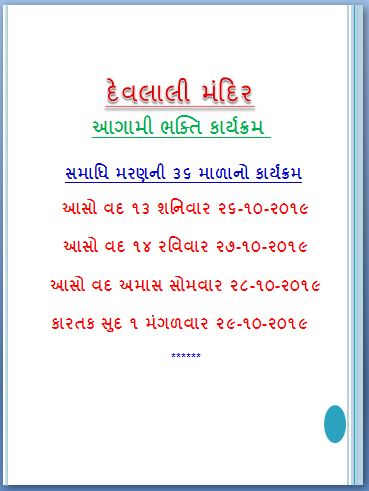 દેવલાલી મંદિર
આગામી ભક્તિ કાર્યક્રમ
સમાધિ મરણની ૩૬ માળાનો કાર્યક્રમ
આસો વદ ૧૩ શનિવાર ૨૬-૧૦-૨૦૧૯
આસો વદ ૧૪ રવિવાર ૨૭-૧૦-૨૦૧૯
આસો વદ અમાસ સોમવાર ૨૮-૧૦-૨૦૧૯
કારતક સુદ ૧ મંગળવાર ૨૯-૧૦-૨૦૧૯
******